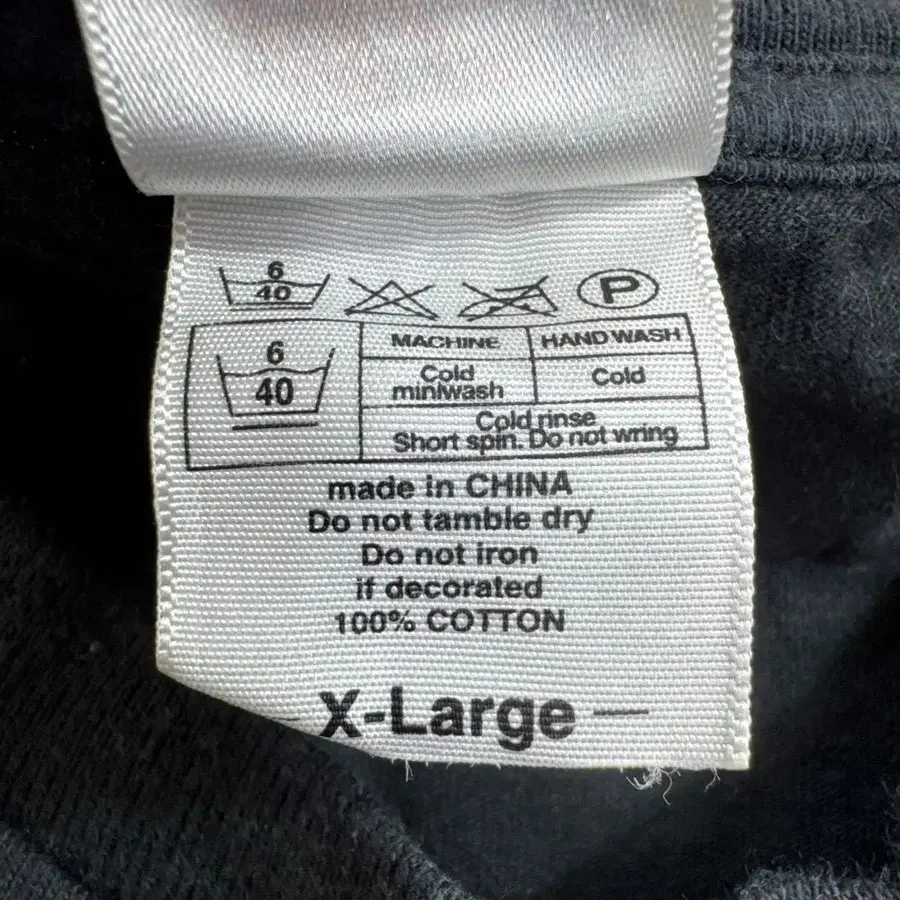 6
40
P
6
40
MACHINE HAND WASH
Cold miniwash Cold
Cold rinse
Short spin. Do not wring
made in CHINA
Do not tamble dry
Do not iron
if decorated
100% COTTON
X-Large